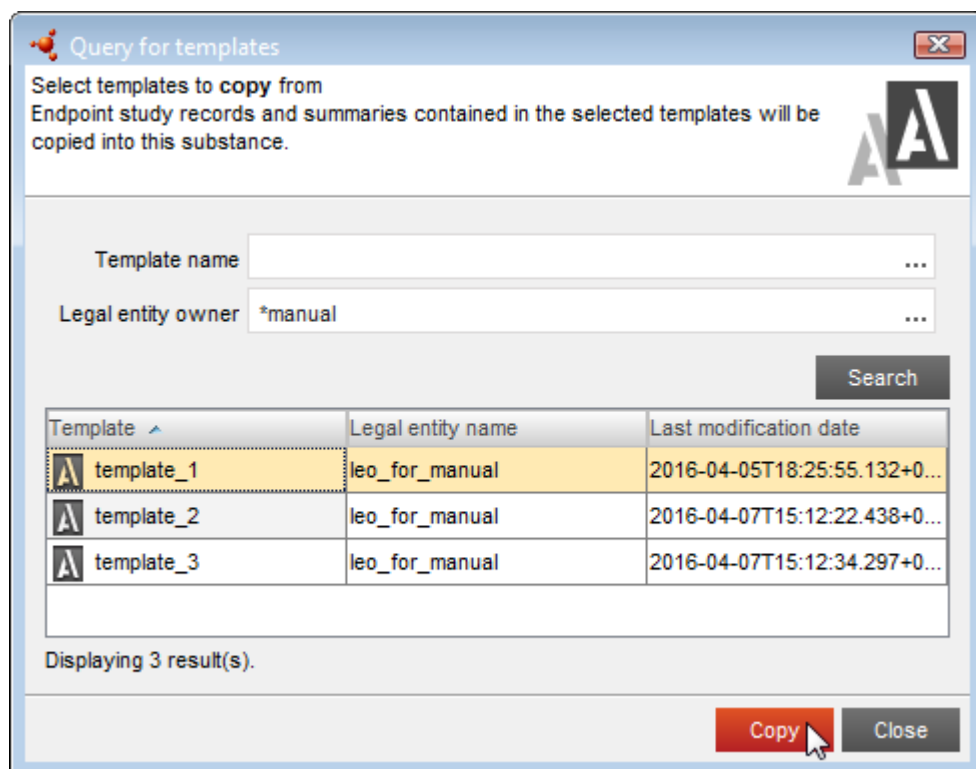 Query for templates
Select templates to copy from
Endpoint study records and summaries contained in the selected templates will be
copied into this substance.
Template name ...
Legal entity owner *manual ...
Search
Template Legal entity name Last modification date
template_1 leo_for_manual 2016-04-05T18:25:55.132+0...
template_2 leo_for_manual 2016-04-07T15:12:22.438+0...
template_3 leo_for_manual 2016-04-07T15:12:34.297+0...
Displaying 3 result(s).
Copy Close